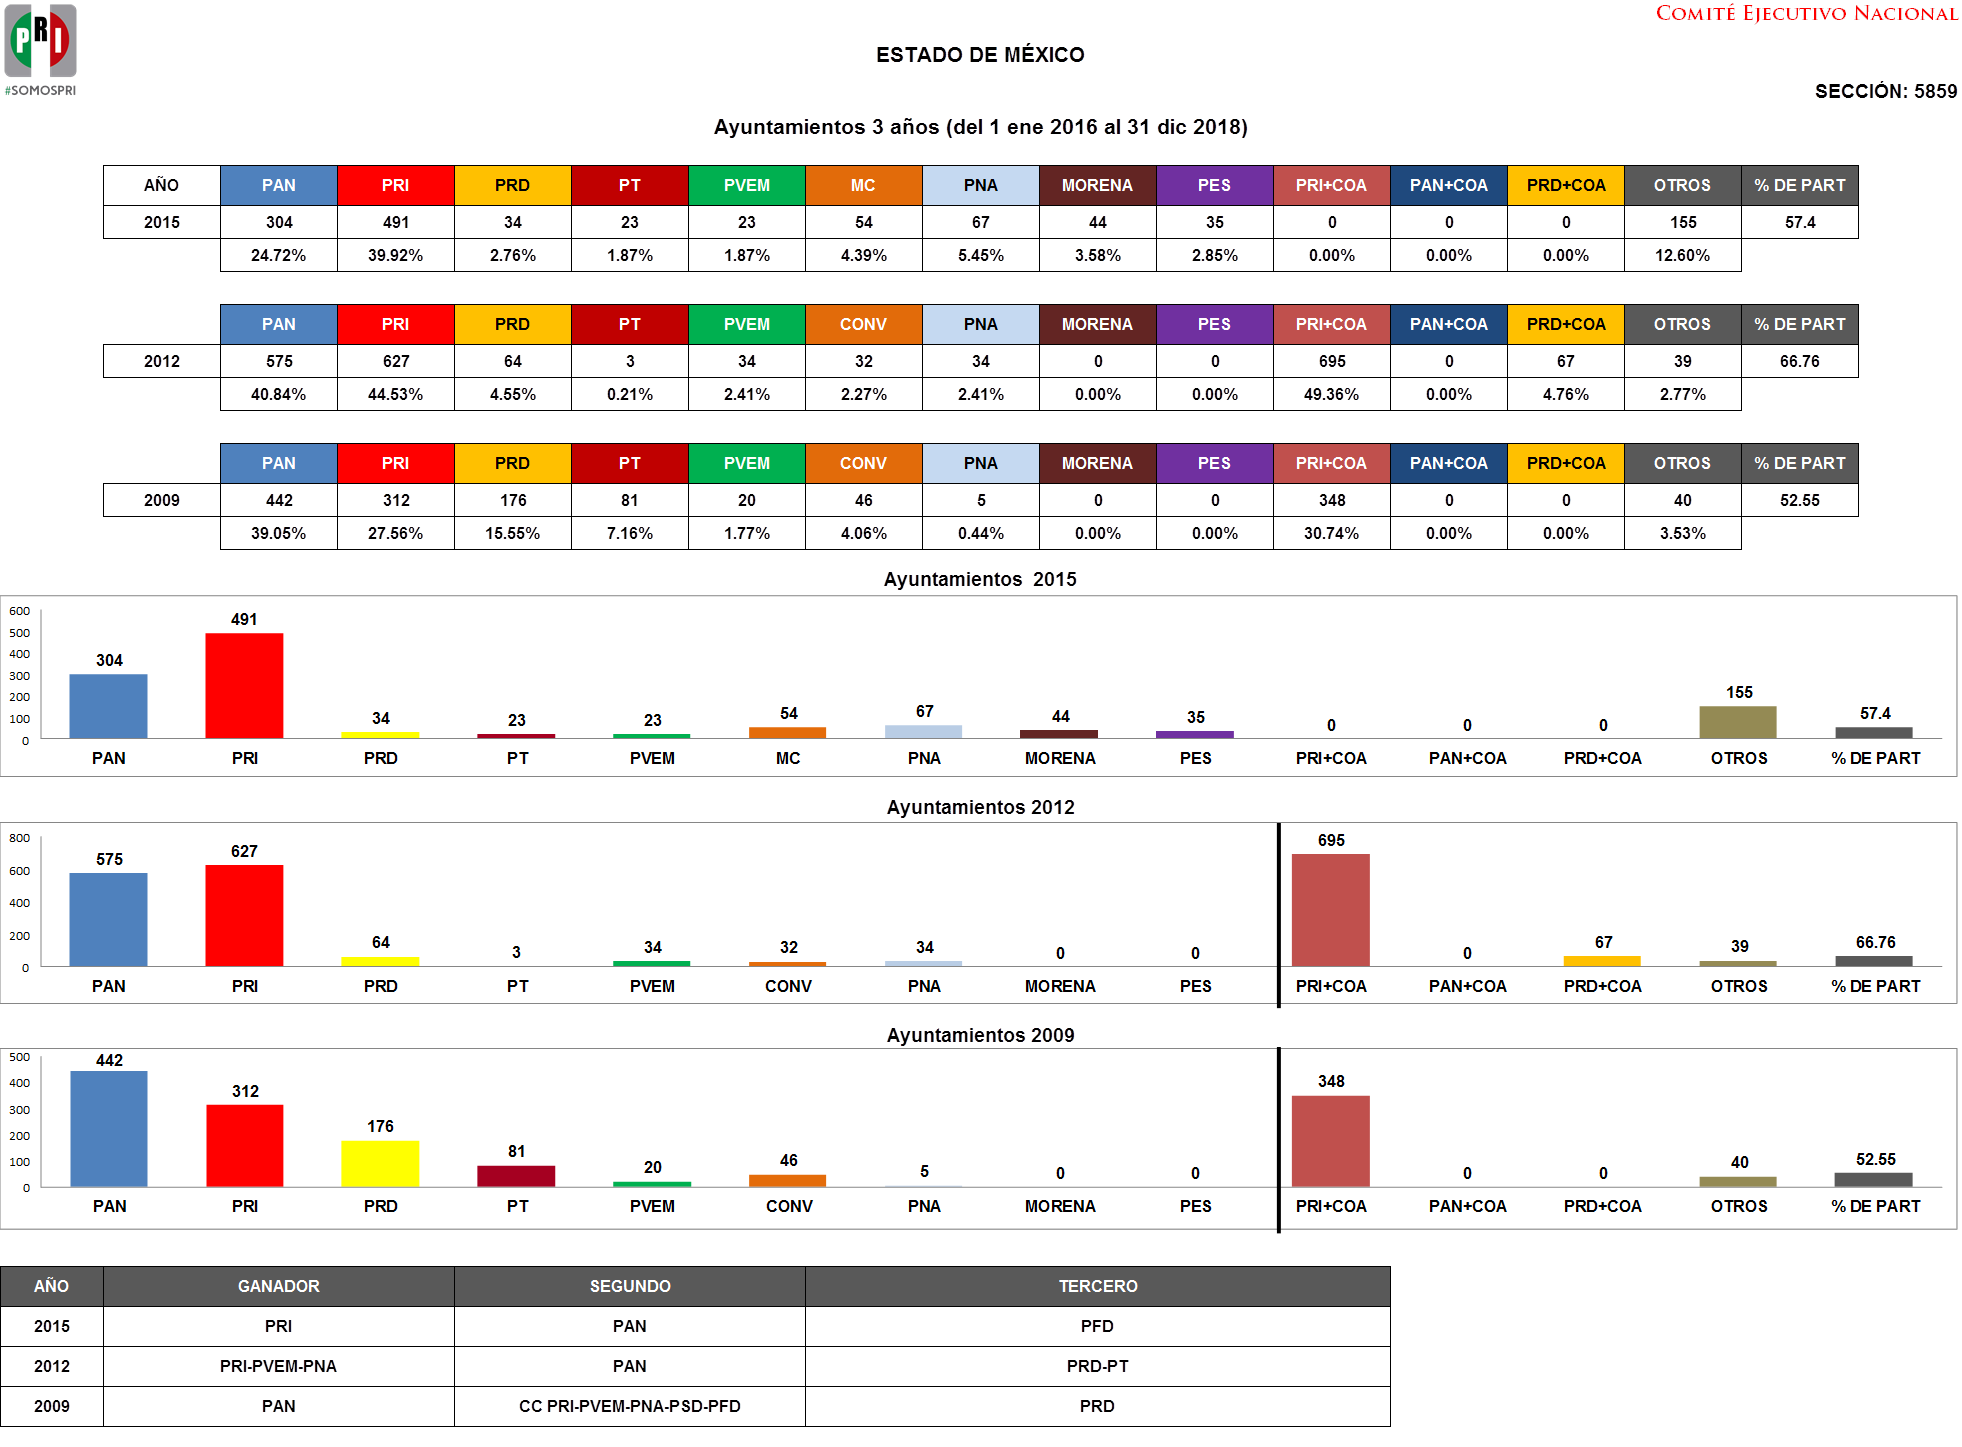 PRI
#SOMOSPRI
COMITÉ EJECUTIVO NACIONAL
ESTADO DE MÉXICO
SECCIÓN: 5859
Ayuntamientos 3 años (del 1 ene 2016 al 31 dic 2018)
AÑO PAN PRI PRD PT PVEM MC PNA MORENA PES PRI+COA PAN+COA PRD+COA OTROS % DE PART
2015 304 491 34 23 23 54 67 44 35 0 0 0 155 57.4
24.72% 39.92% 2.76% 1.87% 1.87% 4.39% 5.45% 3.58% 2.85% 0.00% 0.00% 0.00% 12.60%
PAN PRI PRD PT PVEM CONV PNA MORENA PES PRI+COA PAN+COA PRD+COA OTROS % DE PART
2012 575 627 64 3 34 32 34 0 0 695 0 67 39 66.76
40.84% 44.53% 4.55% 0.21% 2.41% 2.27% 2.41% 0.00% 0.00% 49.36% 0.00% 4.76% 2.77%
PAN PRI PRD PT PVEM CONV PNA MORENA PES PRI+COA PAN+COA PRD+COA OTROS % DE PART
2009 442 312 176 81 20 46 5 0 0 348 0 0 40 52.55
39.05% 27.56% 15.55% 7.16% 1.77% 4.06% 0.44% 0.00% 0.00% 30.74% 0.00% 0.00% 3.53%
Ayuntamientos 2015
600
500
400
300
200
100
0
304 491 34 23 23 54 67 44 35 0 0 0 155 57.4
PAN PRI PRD PT PVEM MC PNA MORENA PES PRI+COA PAN+COA PRD+COA OTROS % DE PART
Ayuntamientos 2012
800
600
400
200
0
575 627 64 3 34 32 34 0 0 695 0 67 39 66.76
PAN PRI PRD PT PVEM CONV PNA MORENA PES PRI+COA PAN+COA PRD+COA OTROS % DE PART
Ayuntamientos 2009
500
400
300
200
100
0
442 312 176 81 20 46 5 0 0 348 0 0 40 52.55
PAN PRI PRD PT PVEM CONV PNA MORENA PES PRI+COA PAN+COA PRD+COA OTROS % DE PART
AÑO GANADOR SEGUNDO TERCERO
2015 PRI PAN PFD
2012 PRI-PVEM-PNA PAN PRD-PT
2009 PAN CC PRI-PVEM-PNA-PSD-PFD PRD